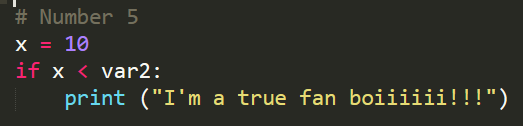 # Number 5
x = 10
if x < var2:
    print ("I'm a true fan boiiiiii!!!")